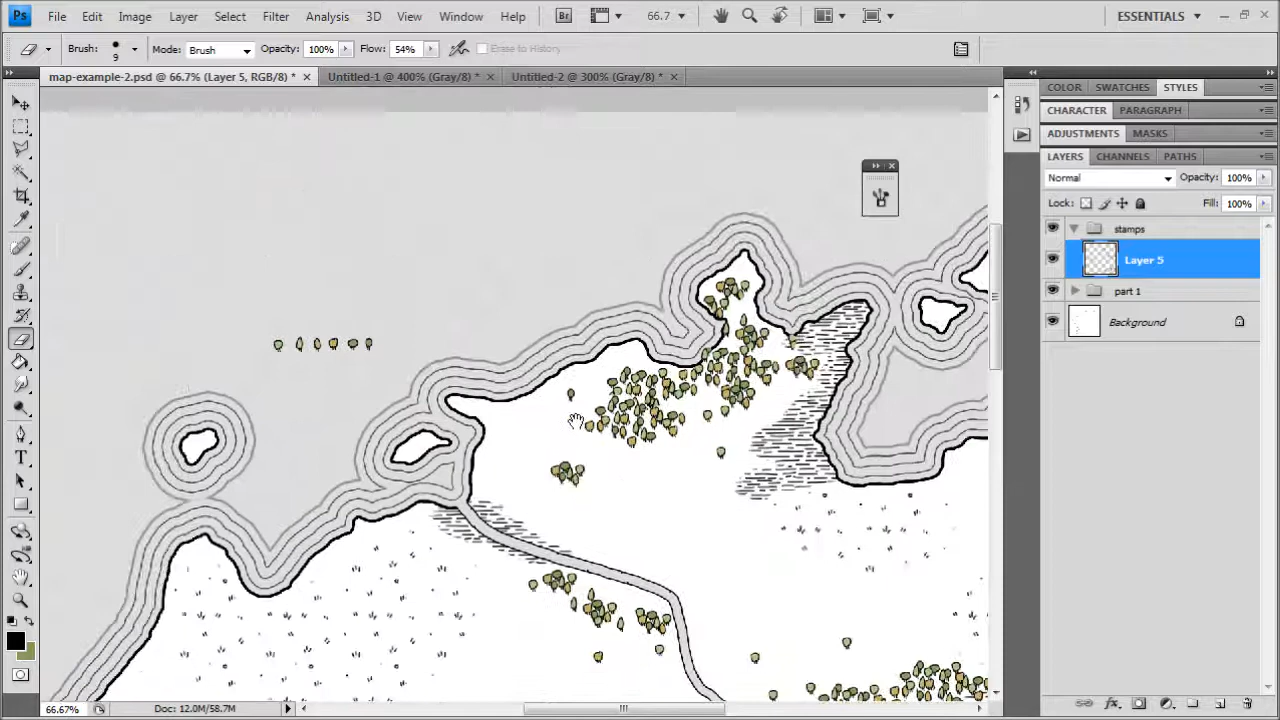 Ps File Edit Image Layer Select Filter Analysis 3D View Window Help Br 66.7 ESSENTIALS
Brush: 9 Mode: Brush Opacity: 100% Flow: 54% Erase to History
map-example-2.psd @ 66.7% (Layer 5, RGB/8) * Untitled-1 @ 400% (Gray/8) * Untitled-2 @ 300% (Gray/8) *
COLOR SWATCHES STYLES
CHARACTER PARAGRAPH
ADJUSTMENTS MASKS
LAYERS CHANNELS PATHS
Normal Opacity: 100%
Lock: Fill: 100%
stamps
Layer 5
part 1
Background
T
fx
66.67% Doc: 12.0M/58.7M